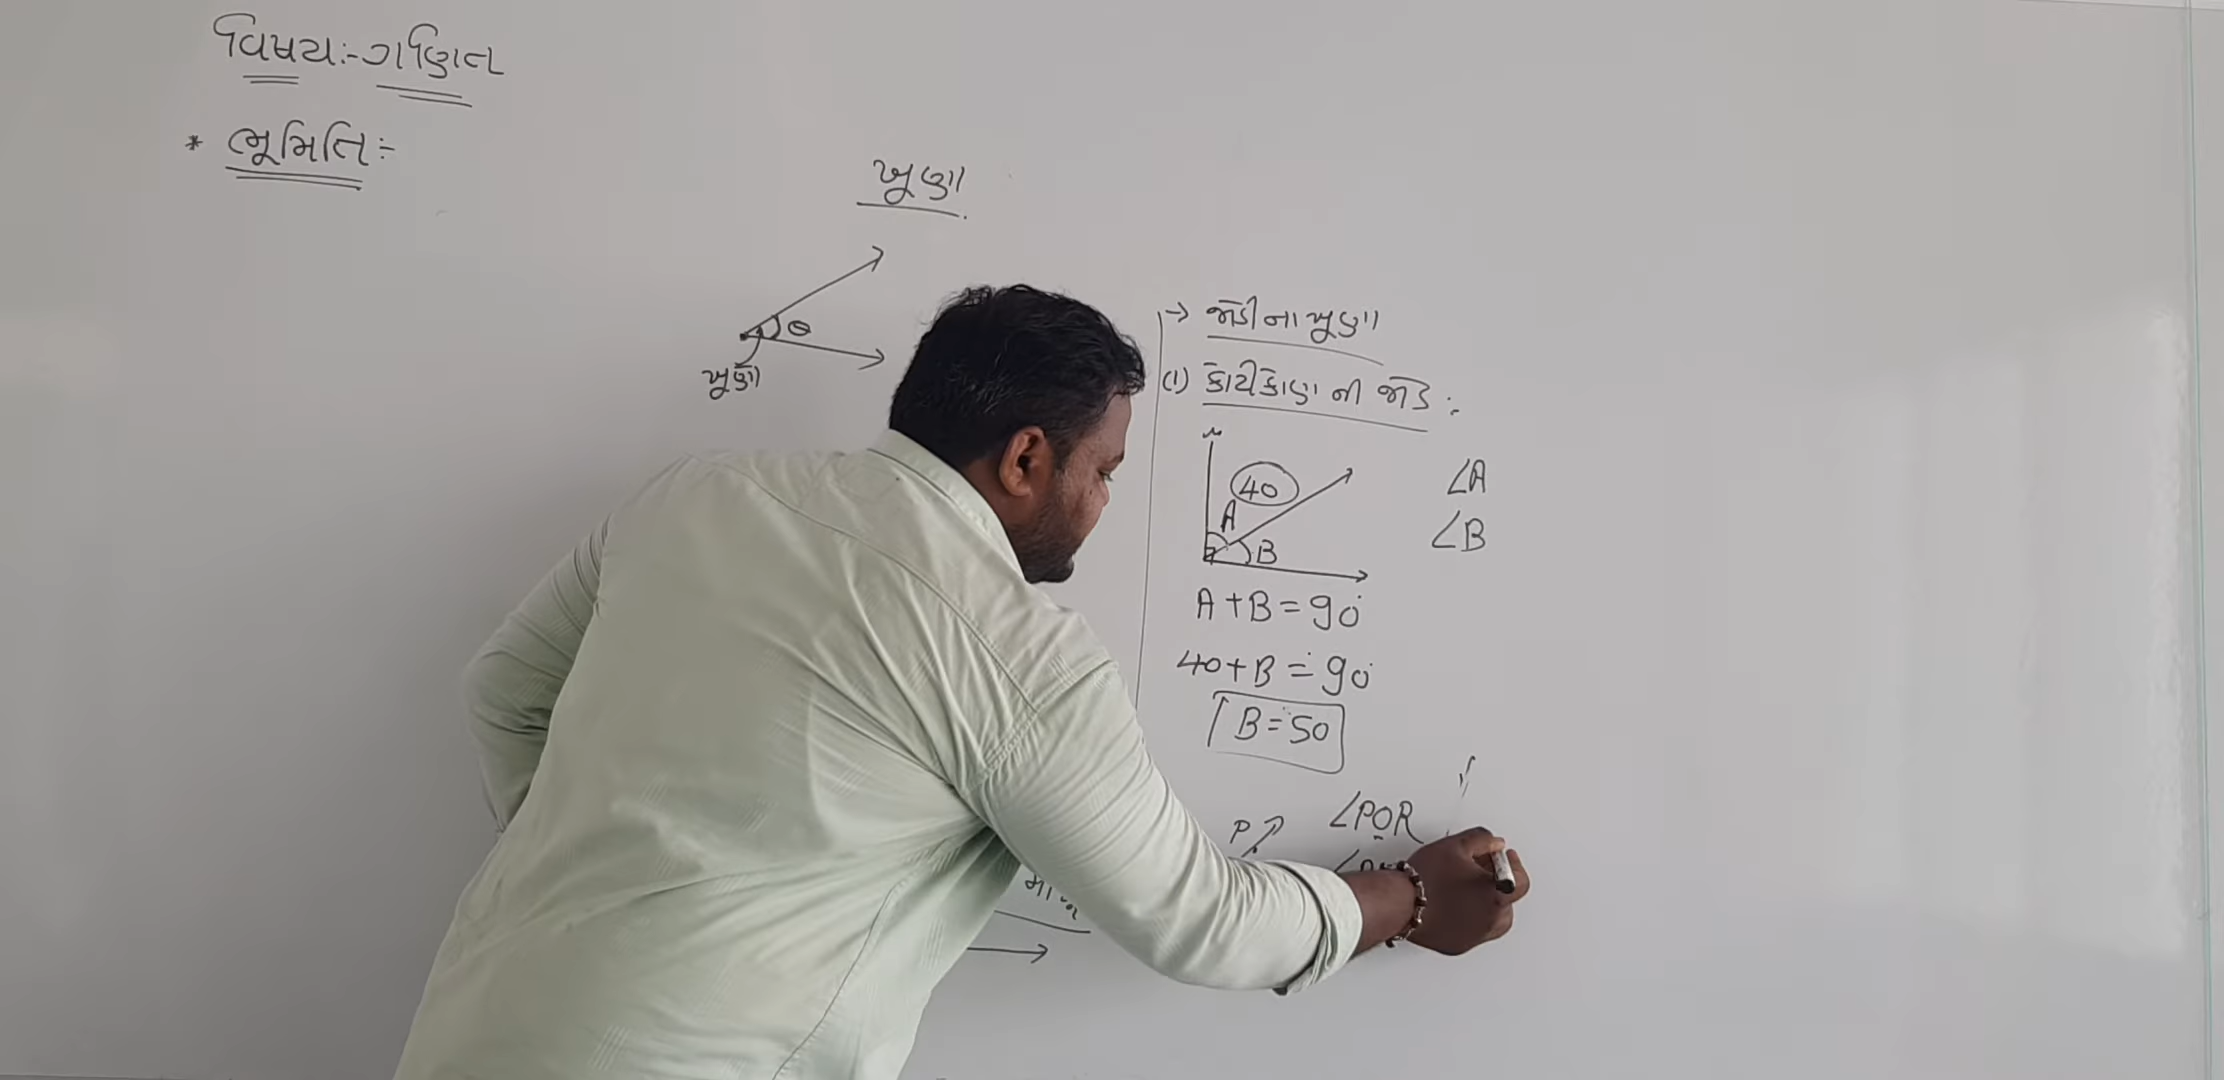 વિષય:- ગણિત
* ભૂમિતિ:-
ખૂણા
θ
ખૂણો
→ જોડીના ખૂણા
(1) કોટીકોણ ની જોડ :
40
A
B
∠A
∠B
A + B = 90°
40 + B = 90°
B = 50
P
∠PQR